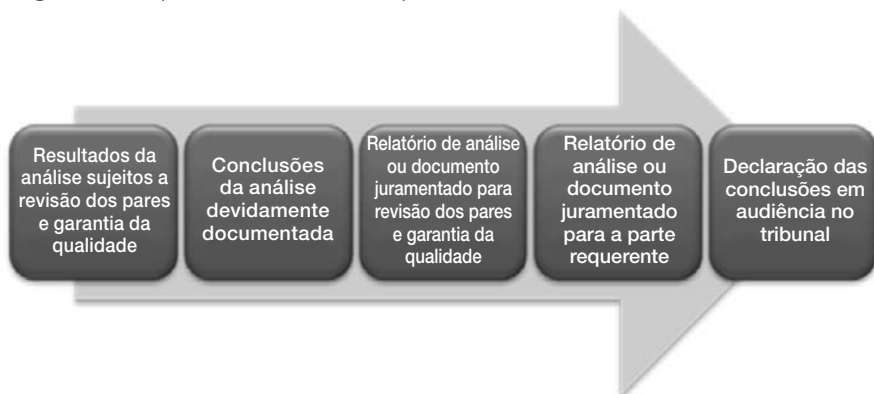 Resultados da
análise sujeitos a
revisão dos pares
e garantia da
qualidade
Conclusões
da análise
devidamente
documentada
Relatório de análise
ou documento
juramentado para
revisão dos pares
e garantia da
qualidade
Relatório de
análise ou
documento
juramentado
para a parte
requerente
Declaração das
conclusões em
audiência no
tribunal